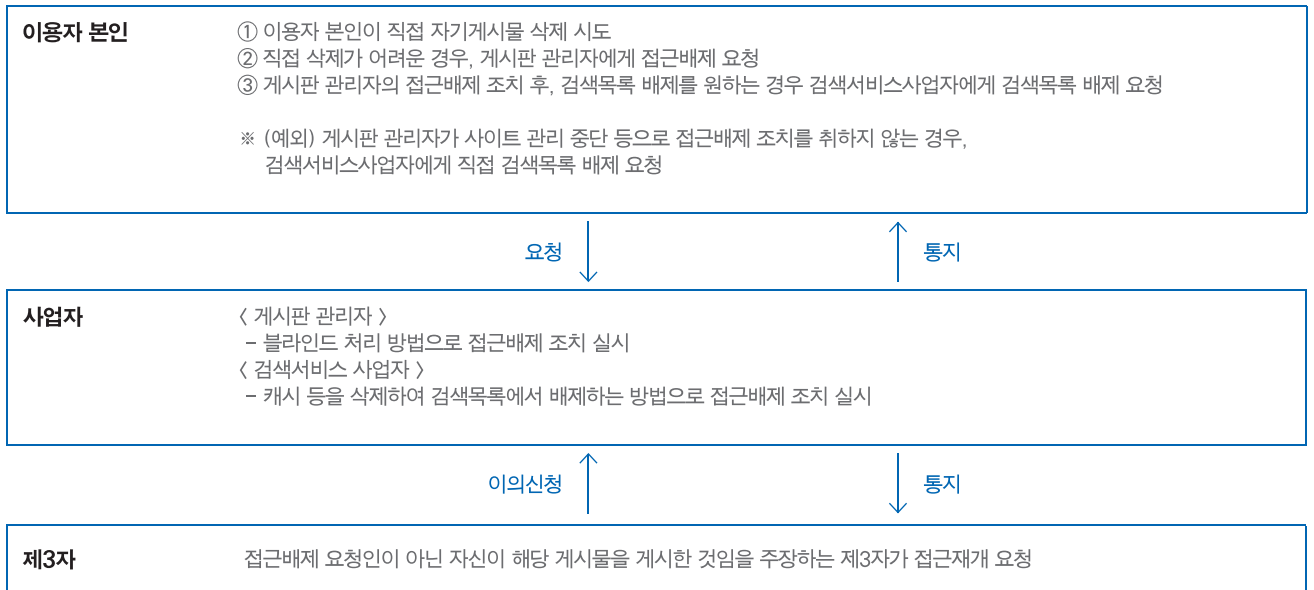 이용자 본인
① 이용자 본인이 직접 자기게시물 삭제 시도
② 직접 삭제가 어려운 경우, 게시판 관리자에게 접근배제 요청
③ 게시판 관리자의 접근배제 조치 후, 검색목록 배제를 원하는 경우 검색서비스사업자에게 검색목록 배제 요청
※ (예외) 게시판 관리자가 사이트 관리 중단 등으로 접근배제 조치를 취하지 않는 경우,
검색서비스사업자에게 직접 검색목록 배제 요청
요청
통지
사업자
〈 게시판 관리자 〉
- 블라인드 처리 방법으로 접근배제 조치 실시
〈 검색서비스 사업자 〉
- 캐시 등을 삭제하여 검색목록에서 배제하는 방법으로 접근배제 조치 실시
이의신청
통지
제3자
접근배제 요청인이 아닌 자신이 해당 게시물을 게시한 것임을 주장하는 제3자가 접근재개 요청